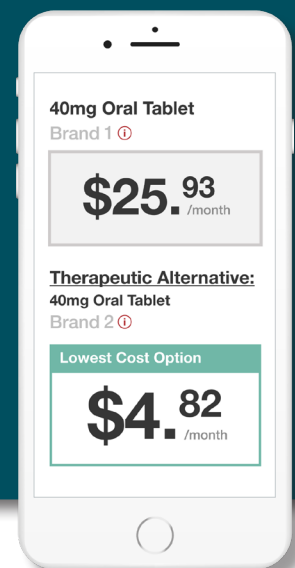 40mg Oral Tablet
Brand 1
$25.93
/month
Therapeutic Alternative:
40mg Oral Tablet
Brand 2
Lowest Cost Option
$4.82
/month